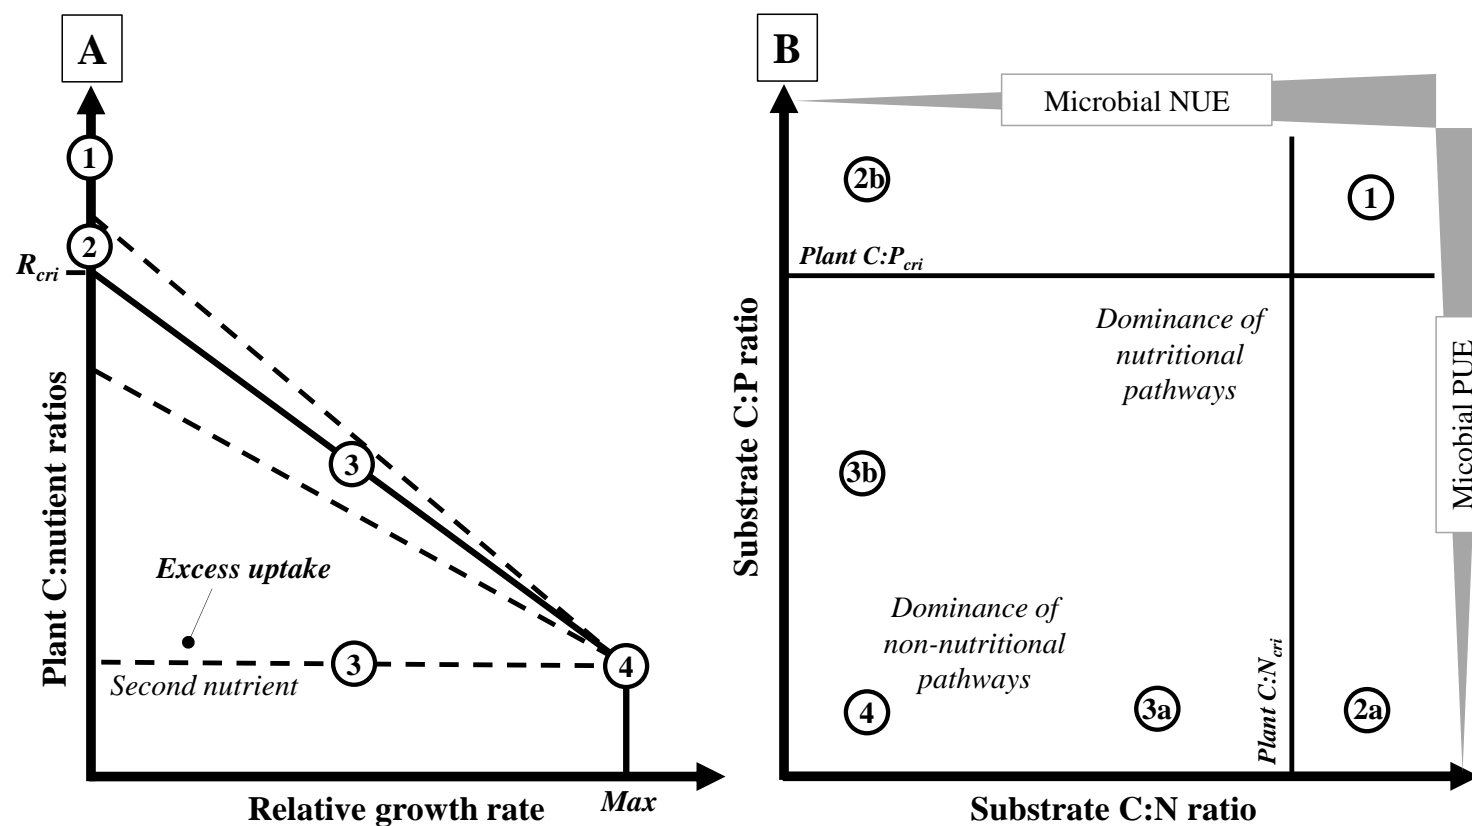 A
1
2
R_cri
3
Excess uptake
3
4
Second nutrient
Plant C:nutient ratios
Relative growth rate
Max
B
Microbial NUE
2b
1
Plant C:P_cri
Dominance of
nutritional
pathways
3b
Dominance of
non-nutritional
pathways
4
3a
2a
Plant C:N_cri
Substrate C:P ratio
Micobial PUE
Substrate C:N ratio